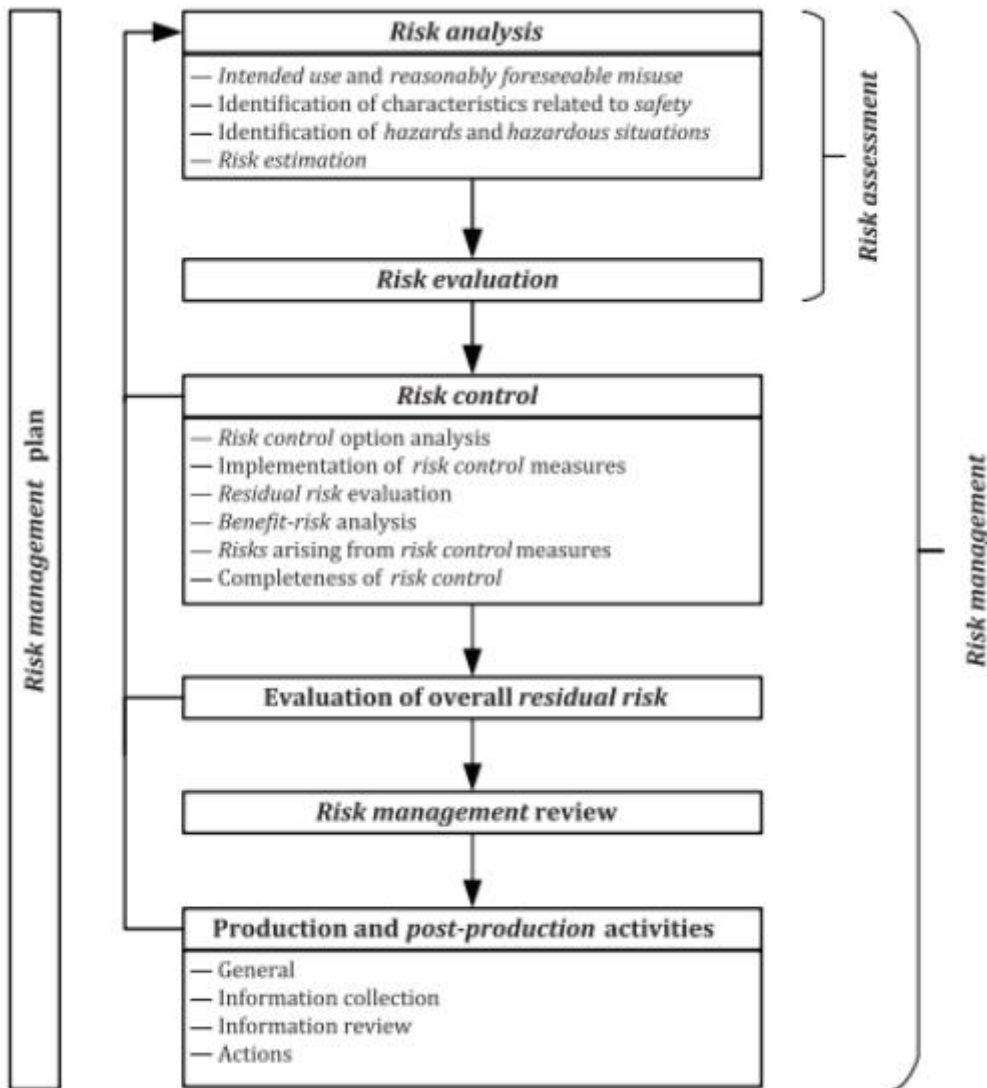 Risk analysis
— Intended use and reasonably foreseeable misuse
— Identification of characteristics related to safety
— Identification of hazards and hazardous situations
— Risk estimation
Risk evaluation
Risk assessment
Risk control
— Risk control option analysis
— Implementation of risk control measures
— Residual risk evaluation
— Benefit-risk analysis
— Risks arising from risk control measures
— Completeness of risk control
Evaluation of overall residual risk
Risk management review
Production and post-production activities
— General
— Information collection
— Information review
— Actions
Risk management plan
Risk management